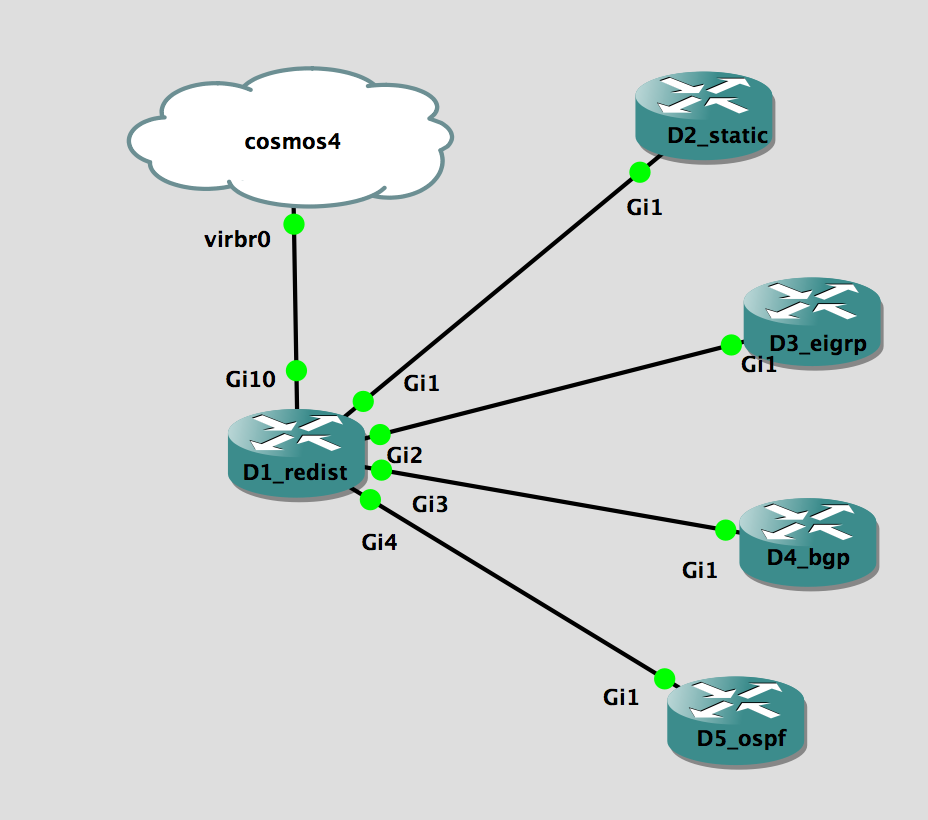 cosmos4
D2_static
Gi1
virbr0
D3_eigrp
Gi1
Gi10
Gi1
D1_redist
Gi2
Gi3
Gi4
D4_bgp
Gi1
Gi1
D5_ospf